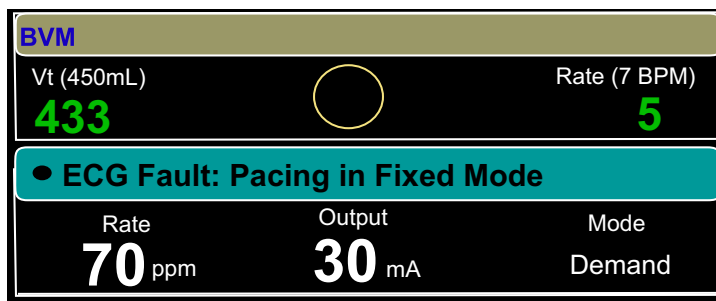 BVM
Vt (450mL) Rate (7 BPM)
433 5
ECG Fault: Pacing in Fixed Mode
Rate Output Mode
70 ppm 30 mA Demand